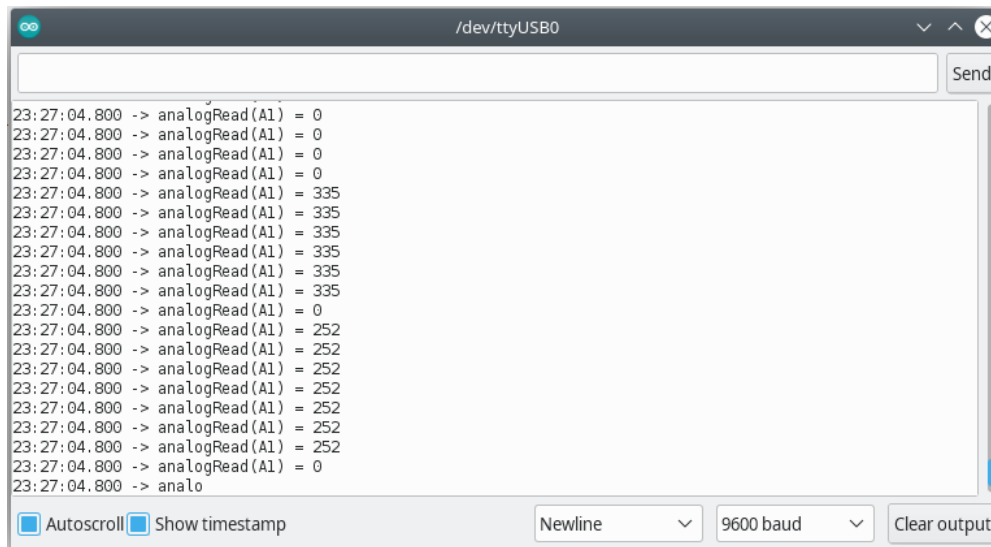 /dev/ttyUSB0
Send
23:27:04.800 -> analogRead(A1) = 0
23:27:04.800 -> analogRead(A1) = 0
23:27:04.800 -> analogRead(A1) = 0
23:27:04.800 -> analogRead(A1) = 0
23:27:04.800 -> analogRead(A1) = 335
23:27:04.800 -> analogRead(A1) = 335
23:27:04.800 -> analogRead(A1) = 335
23:27:04.800 -> analogRead(A1) = 335
23:27:04.800 -> analogRead(A1) = 335
23:27:04.800 -> analogRead(A1) = 335
23:27:04.800 -> analogRead(A1) = 0
23:27:04.800 -> analogRead(A1) = 252
23:27:04.800 -> analogRead(A1) = 252
23:27:04.800 -> analogRead(A1) = 252
23:27:04.800 -> analogRead(A1) = 252
23:27:04.800 -> analogRead(A1) = 252
23:27:04.800 -> analogRead(A1) = 252
23:27:04.800 -> analogRead(A1) = 252
23:27:04.800 -> analogRead(A1) = 0
23:27:04.800 -> analo
Autoscroll Show timestamp Newline 9600 baud Clear output